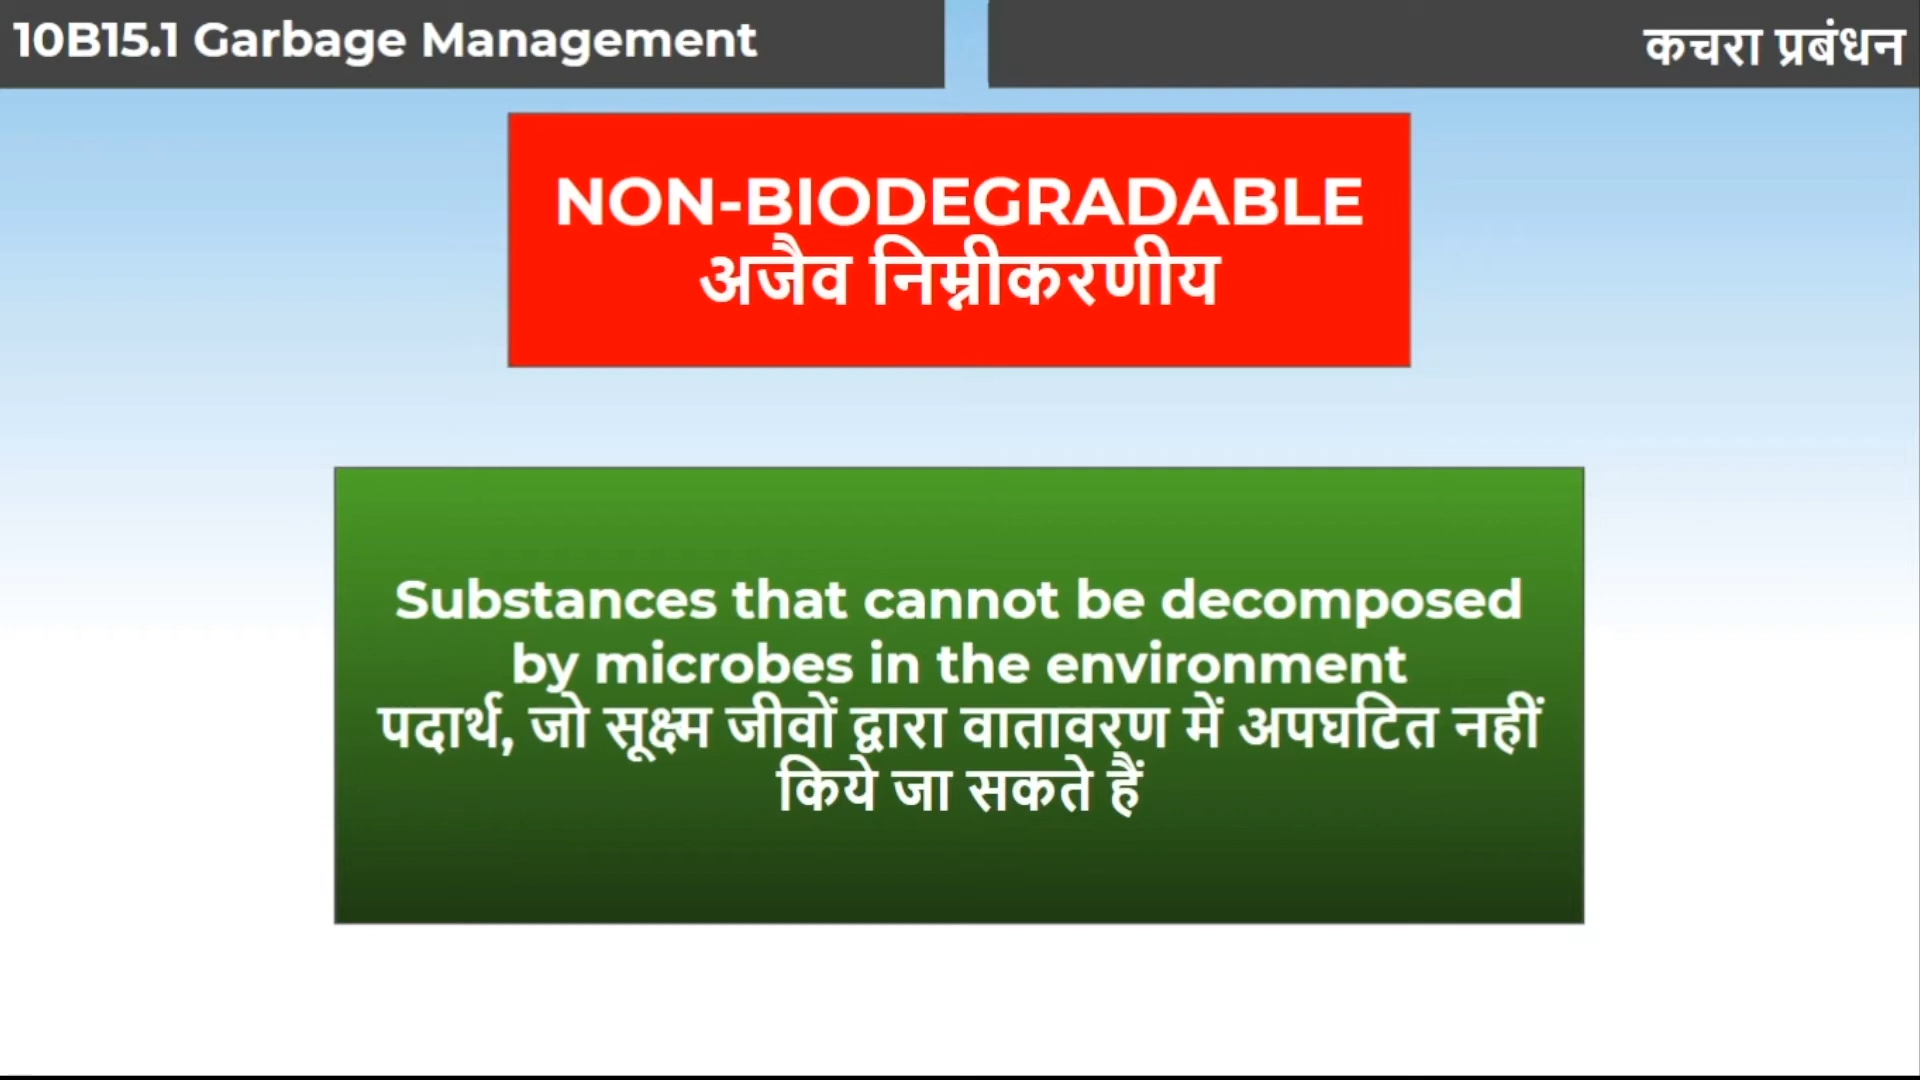 10B15.1 Garbage Management
कचरा प्रबंधन
NON-BIODEGRADABLE
अजैव निम्नीकरणीय
Substances that cannot be decomposed
by microbes in the environment
पदार्थ, जो सूक्ष्म जीवों द्वारा वातावरण में अपघटित नहीं
किये जा सकते हैं